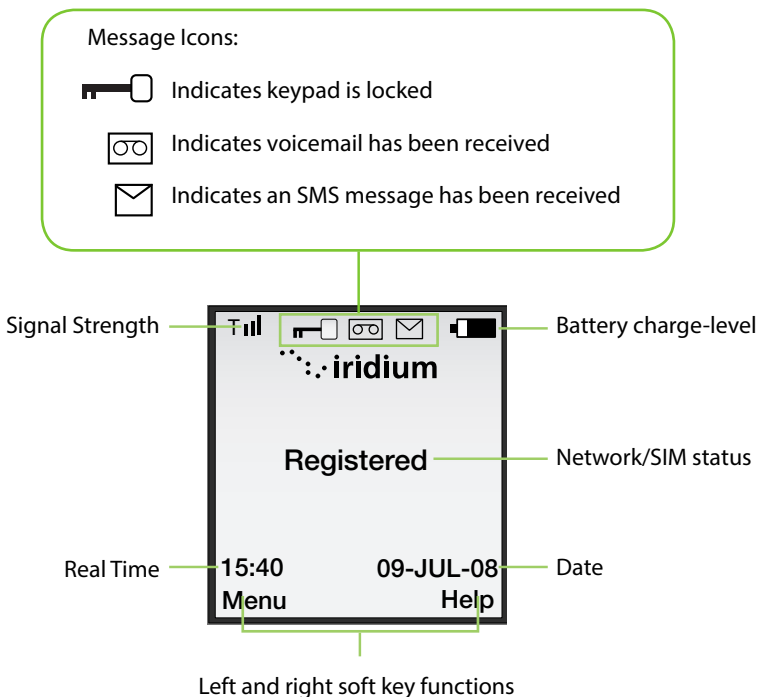 Message Icons:
Indicates keypad is locked
Indicates voicemail has been received
Indicates an SMS message has been received
Signal Strength
Battery charge-level
iridium
Registered
Network/SIM status
Real Time
15:40
09-JUL-08
Date
Menu
Help
Left and right soft key functions